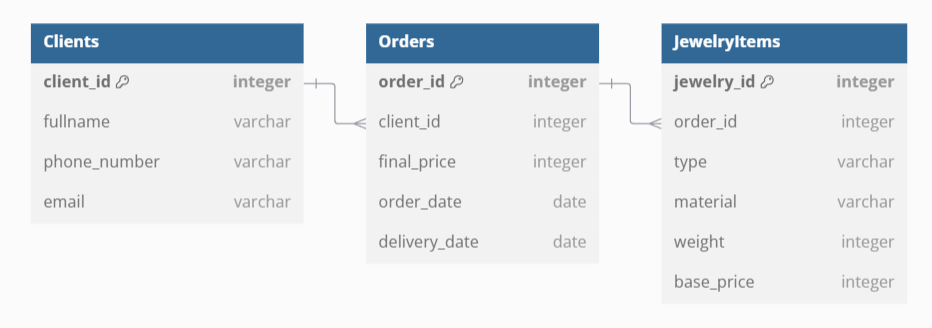 Clients
client_id integer
fullname varchar
phone_number varchar
email varchar
Orders
order_id integer
client_id integer
final_price integer
order_date date
delivery_date date
JewelryItems
jewelry_id integer
order_id integer
type varchar
material varchar
weight integer
base_price integer